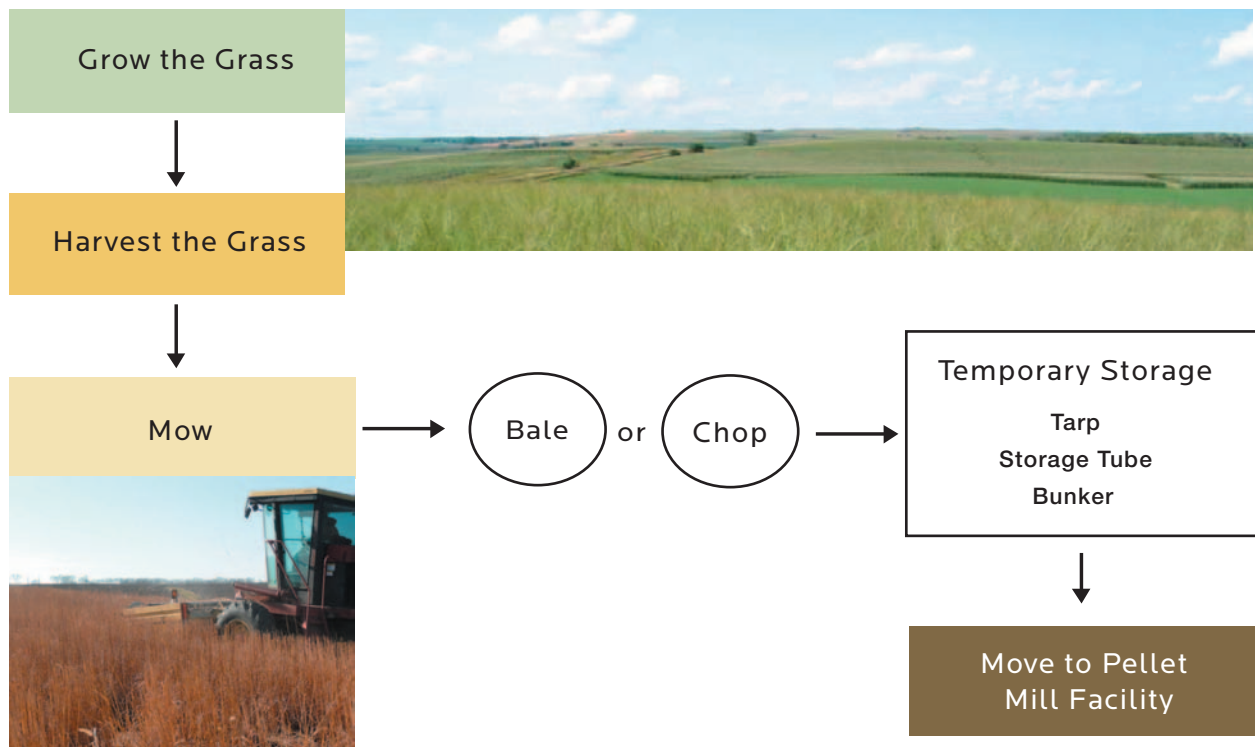 Grow the Grass
Harvest the Grass
Mow
Bale or Chop
Temporary Storage
Tarp
Storage Tube
Bunker
Move to Pellet
Mill Facility